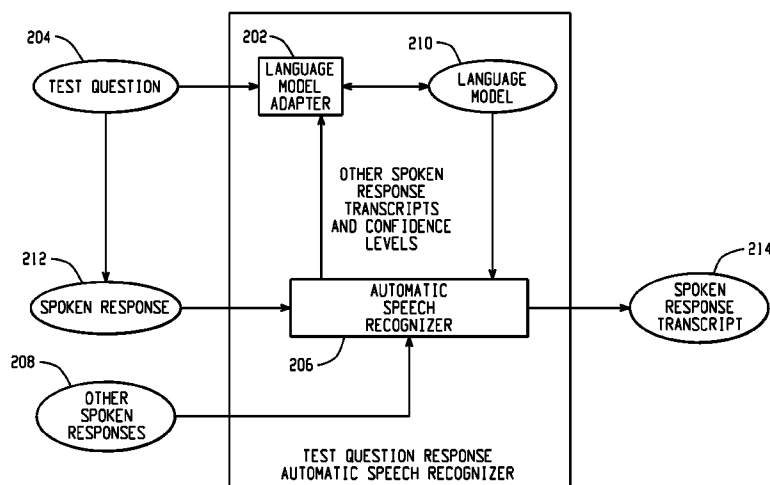 204
202
210
TEST QUESTION
LANGUAGE
MODEL
ADAPTER
LANGUAGE
MODEL
OTHER SPOKEN
RESPONSE
TRANSCRIPTS
AND CONFIDENCE
LEVELS
212
214
SPOKEN RESPONSE
AUTOMATIC
SPEECH
RECOGNIZER
SPOKEN
RESPONSE
TRANSCRIPT
208
206
OTHER
SPOKEN
RESPONSES
TEST QUESTION RESPONSE
AUTOMATIC SPEECH RECOGNIZER